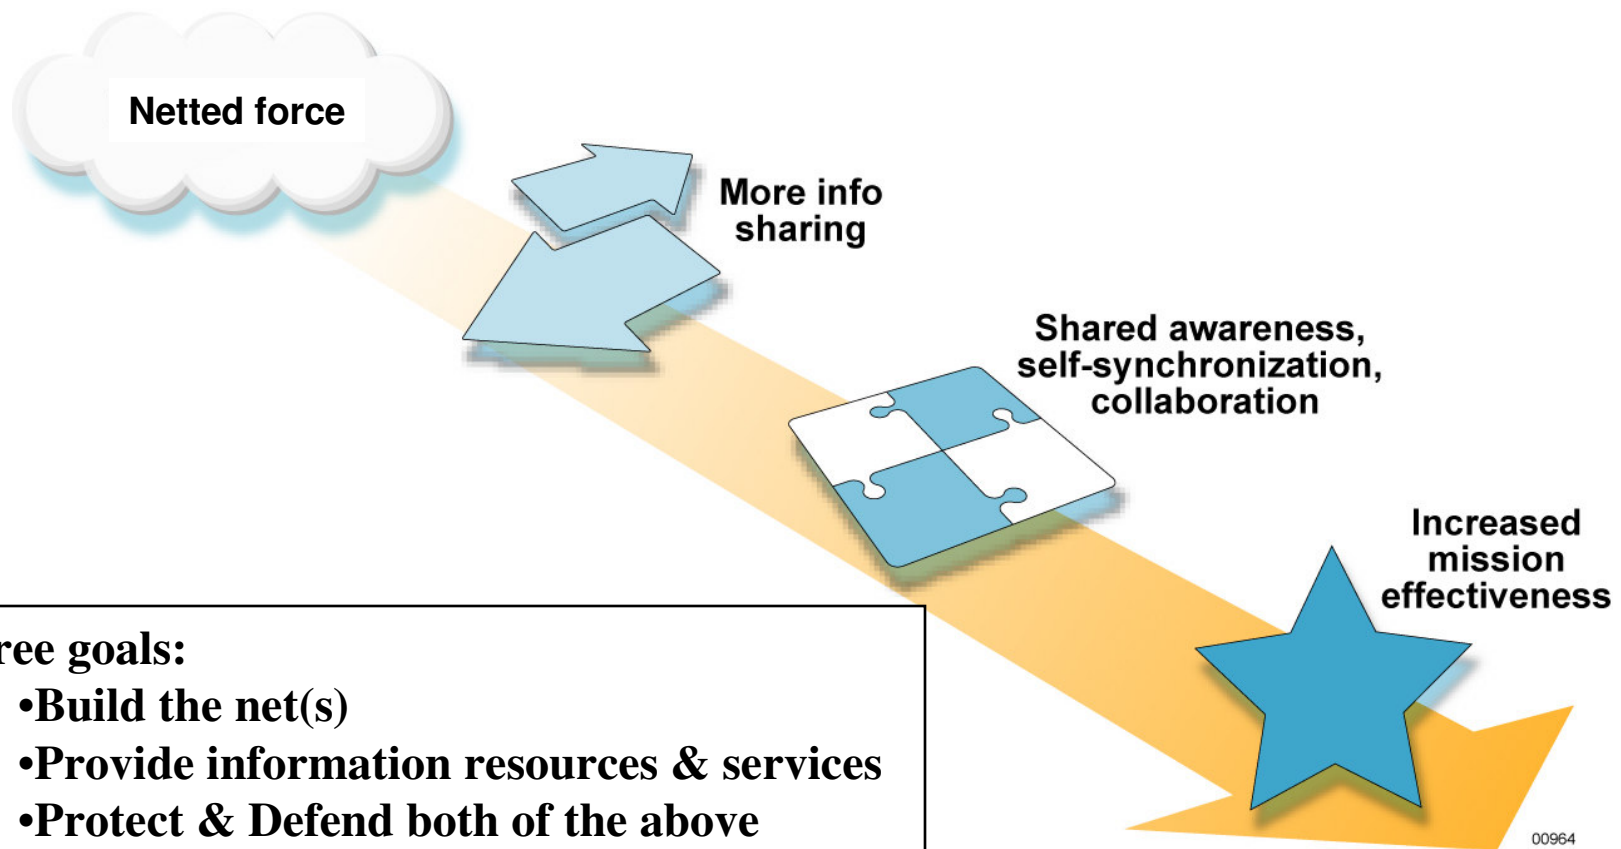 Netted force
More info
sharing
Shared awareness,
self-synchronization,
collaboration
Increased
mission
effectiveness
ree goals:
•Build the net(s)
•Provide information resources & services
•Protect & Defend both of the above
00964